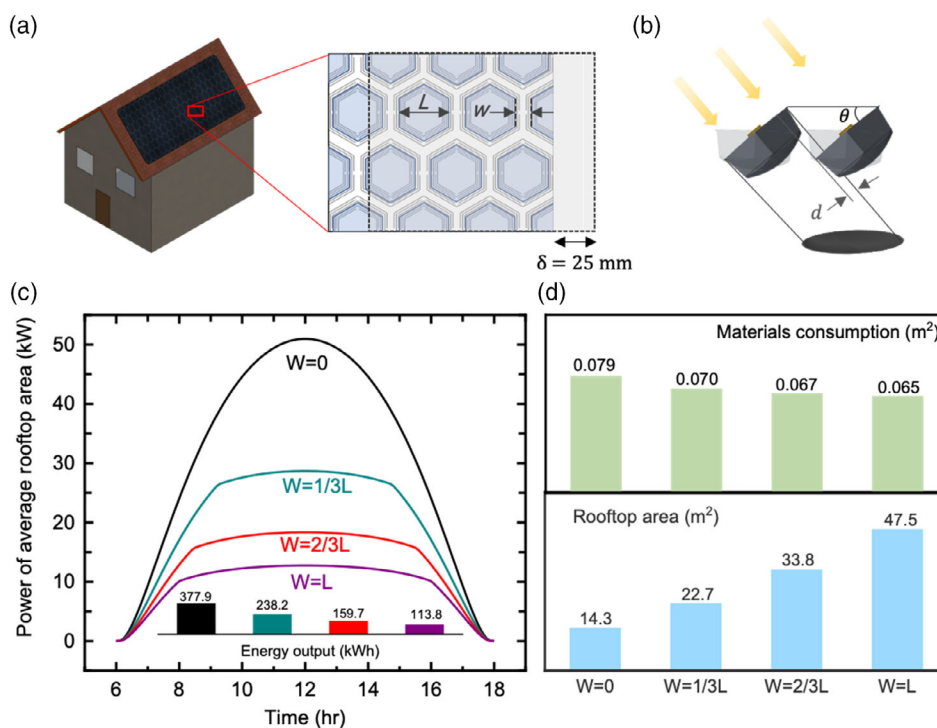 (a)
L
W
δ = 25 mm
(b)
θ
d
(c)
Power of average rooftop area (kW)
50
40
30
20
10
0
W=0
W=1/3L
W=2/3L
W=L
377.9
238.2
159.7
113.8
Energy output (kWh)
6 8 10 12 14 16 18
Time (hr)
(d)
Materials consumption (m²)
0.079
0.070
0.067
0.065
Rooftop area (m²)
14.3
22.7
33.8
47.5
W=0 W=1/3L W=2/3L W=L